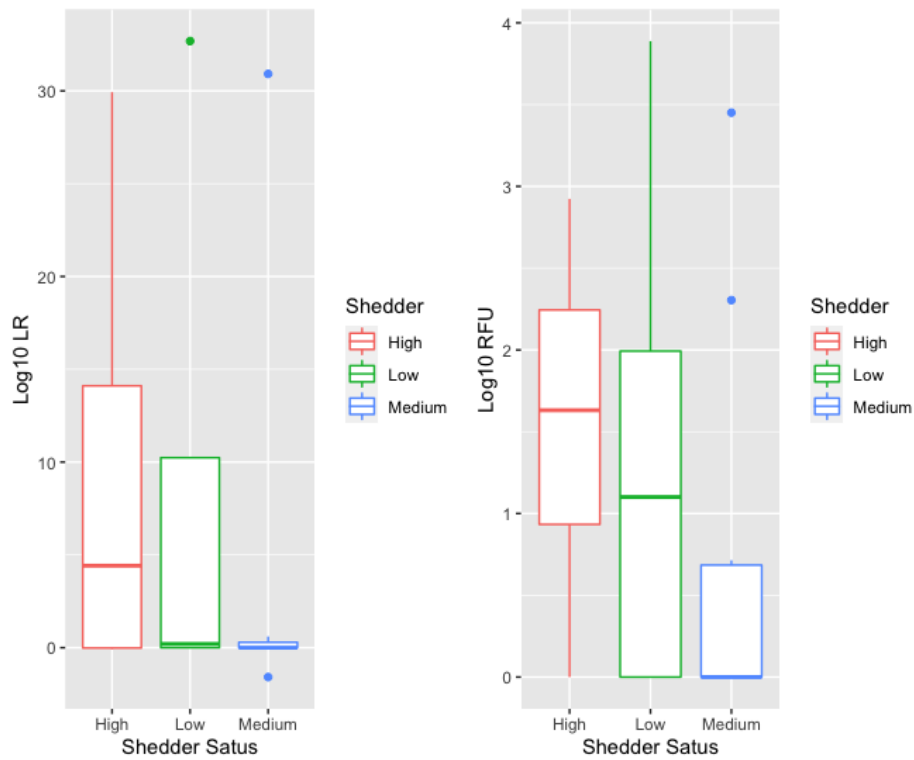 Log10 LR
30
20
10
0
High Low Medium
Shedder Satus
Shedder
High
Low
Medium
Log10 RFU
4
3
2
1
0
High Low Medium
Shedder Satus
Shedder
High
Low
Medium